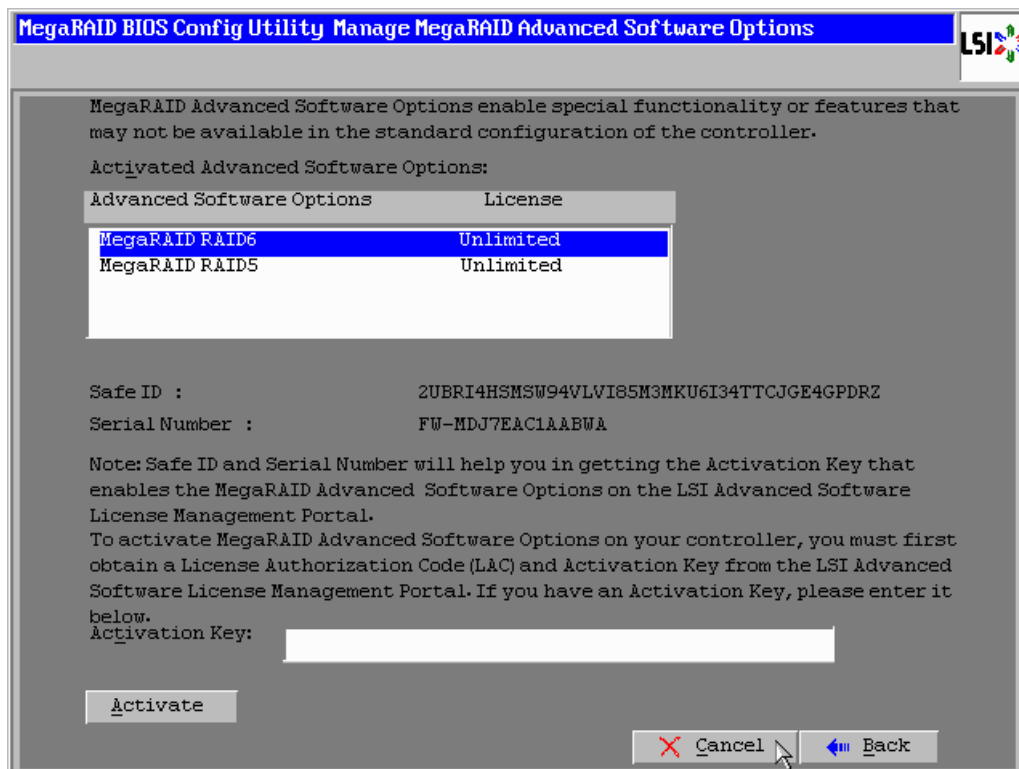 MegaRAID BIOS Config Utility Manage MegaRAID Advanced Software Options
LSI
MegaRAID Advanced Software Options enable special functionality or features that
may not be available in the standard configuration of the controller.
Activated Advanced Software Options:
Advanced Software Options License
MegaRAID RAID6 Unlimited
MegaRAID RAID5 Unlimited
Safe ID : 2UBRI4HSMSW94VLVI85M3MKU6I34TTCJGE4GPDRZ
Serial Number : FW-MDJ7EAC1AABWA
Note: Safe ID and Serial Number will help you in getting the Activation Key that
enables the MegaRAID Advanced Software Options on the LSI Advanced Software
License Management Portal.
To activate MegaRAID Advanced Software Options on your controller, you must first
obtain a License Authorization Code (LAC) and Activation Key from the LSI Advanced
Software License Management Portal. If you have an Activation Key, please enter it
below.
Activation Key:
Activate
Cancel Back